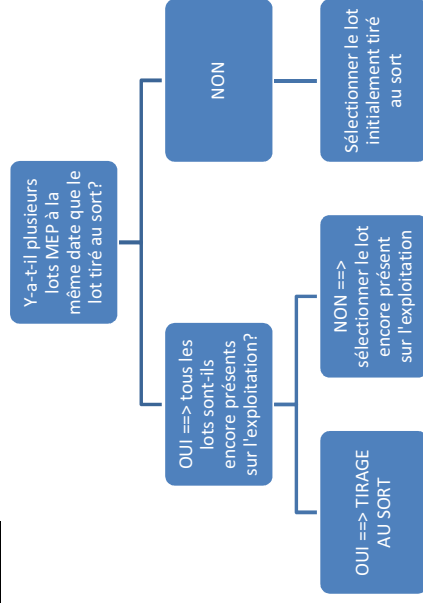 Y-a-t-il plusieurs
lots MEP à la
même date que le
lot tiré au sort?
OUI ==> tous les
lots sont-ils
encore présents
sur l'exploitation?
NON
OUI ==> TIRAGE
AU SORT
NON ==>
sélectionner le lot
encore présent
sur l'exploitation
Sélectionner le lot
initialement tiré
au sort